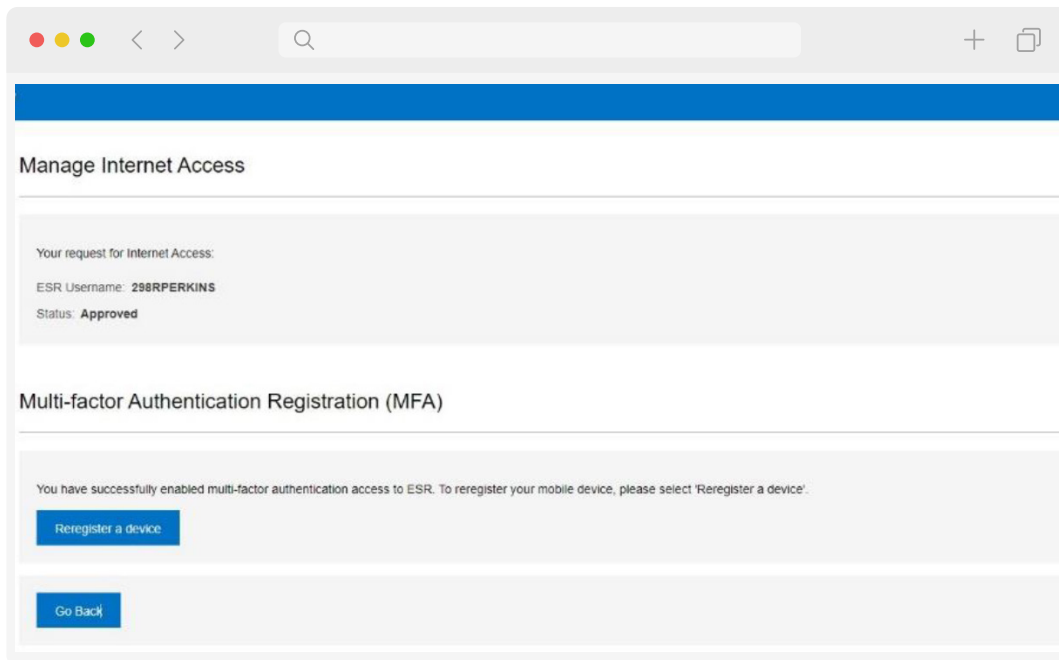 Manage Internet Access
Your request for Internet Access:
ESR Username: 298RPERKINS
Status: Approved
Multi-factor Authentication Registration (MFA)
You have successfully enabled multi-factor authentication access to ESR. To reregister your mobile device, please select 'Reregister a device'.
Reregister a device
Go Back